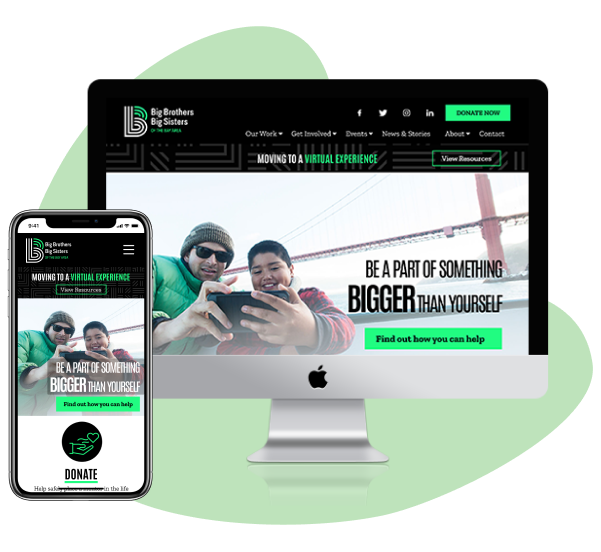 Big Brothers
Big Sisters
OF THE BAY AREA
DONATE NOW
Our Work
Get Involved
Events
News & Stories
About
Contact
MOVING TO A VIRTUAL EXPERIENCE
View Resources
BE A PART OF SOMETHING
BIGGER THAN YOURSELF
Find out how you can help
9:41
Big Brothers
Big Sisters
OF THE BAY AREA
MOVING TO A VIRTUAL EXPERIENCE
View Resources
BE A PART OF SOMETHING
BIGGER THAN YOURSELF
Find out how you can help
DONATE
Help safely place a mentor in the life